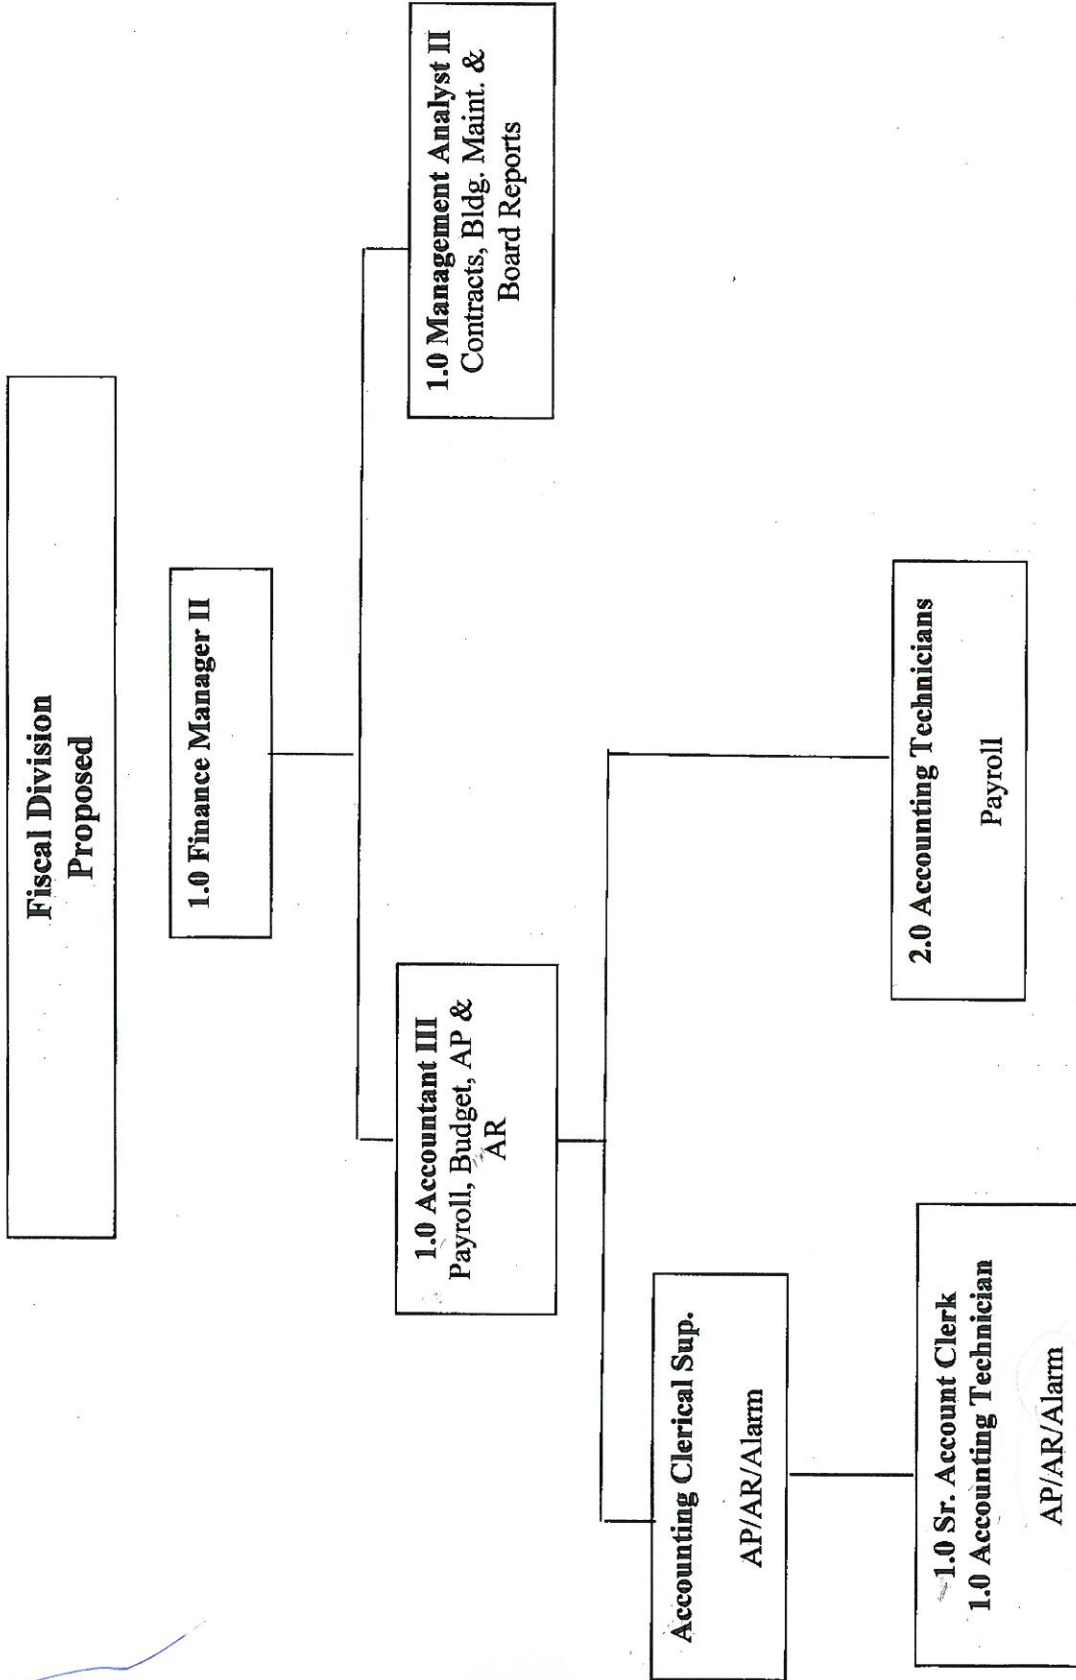 Fiscal Division
Proposed
1.0 Finance Manager II
1.0 Accountant III
Payroll, Budget, AP &
AR
1.0 Management Analyst II
Contracts, Bldg. Maint. &
Board Reports
Accounting Clerical Sup.
AP/AR/Alarm
2.0 Accounting Technicians
Payroll
1.0 Sr. Account Clerk
1.0 Accounting Technician
AP/AR/Alarm